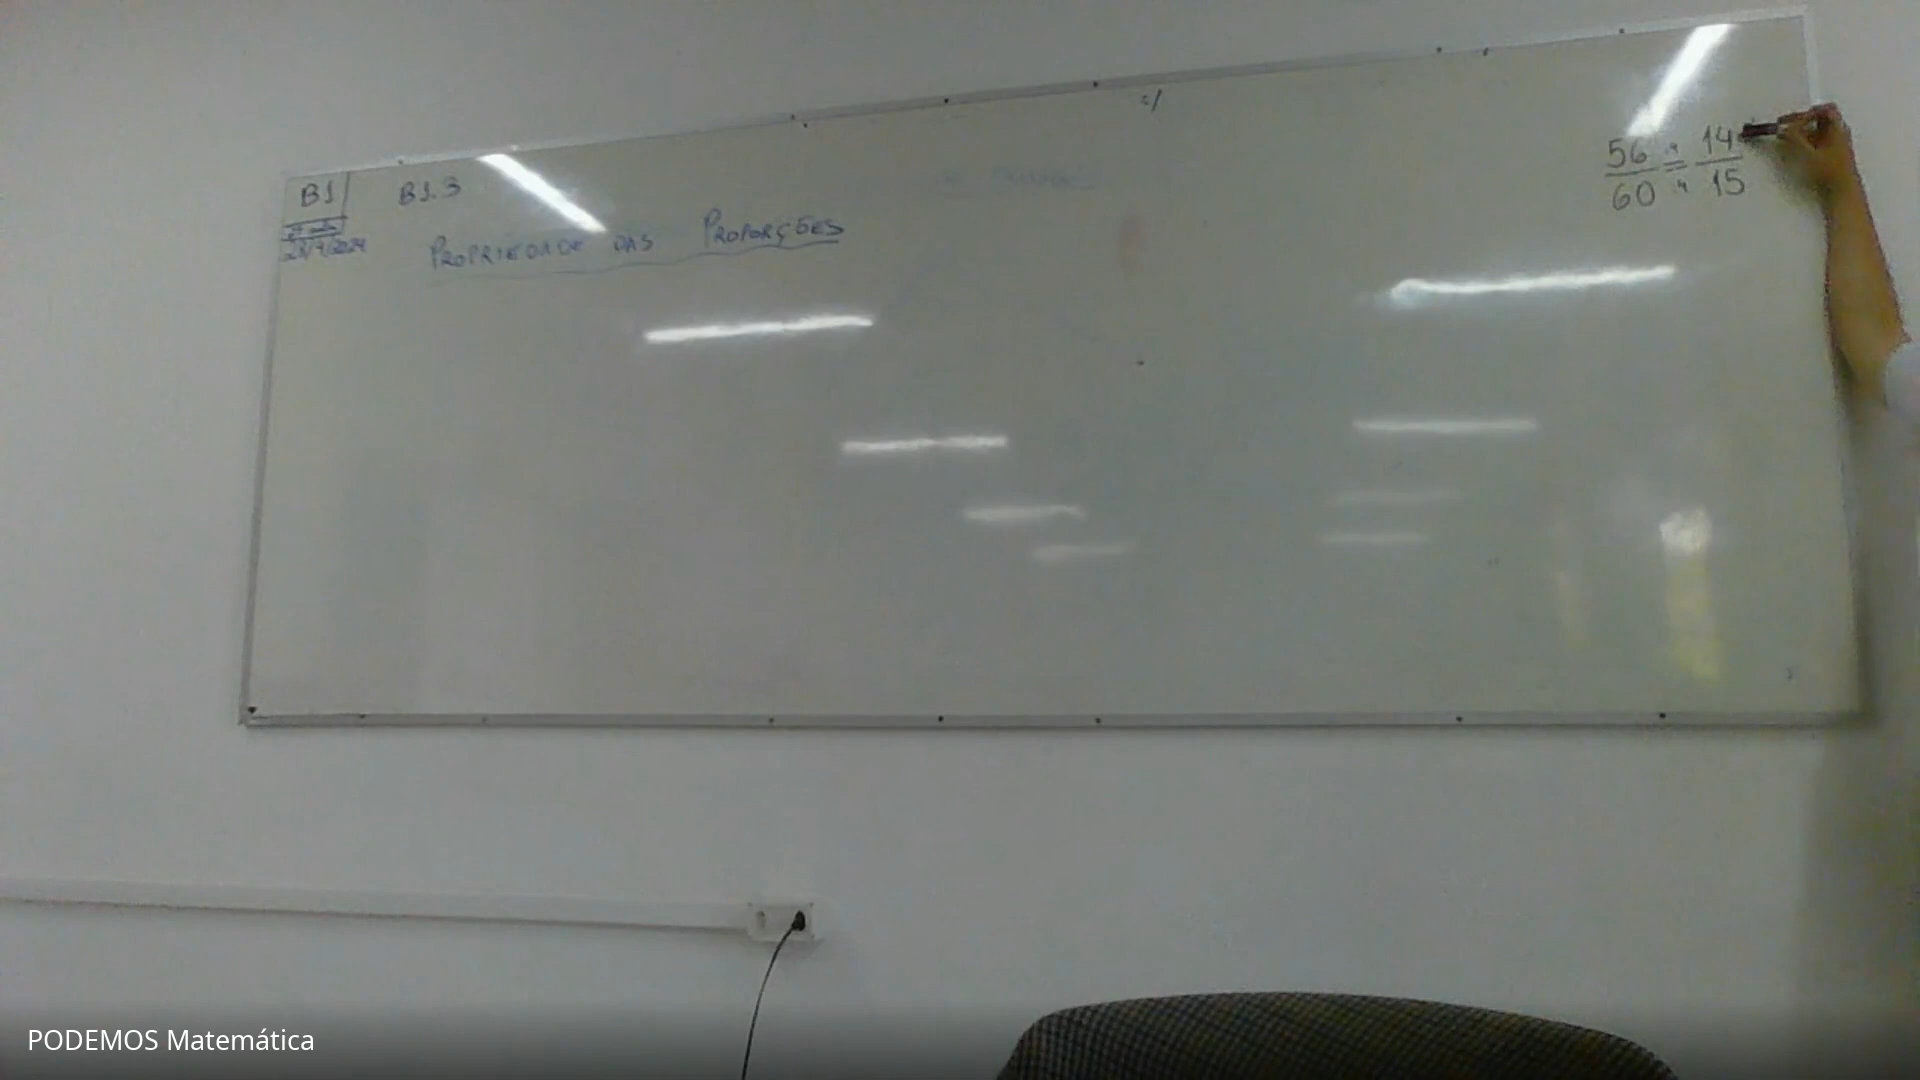 B1
B1.3
PROPRIEDADE DAS PROPORÇÕES
c/
56/60 :4 = :4 14/15
PODEMOS Matemática